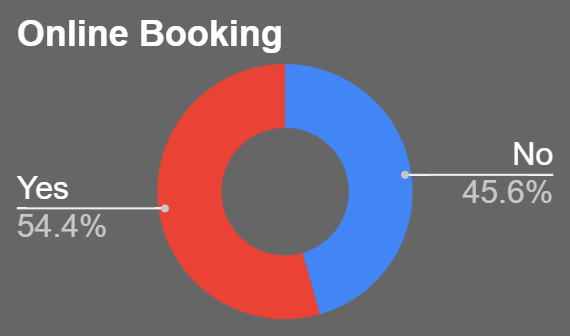 Online Booking
No
45.6%
Yes
54.4%